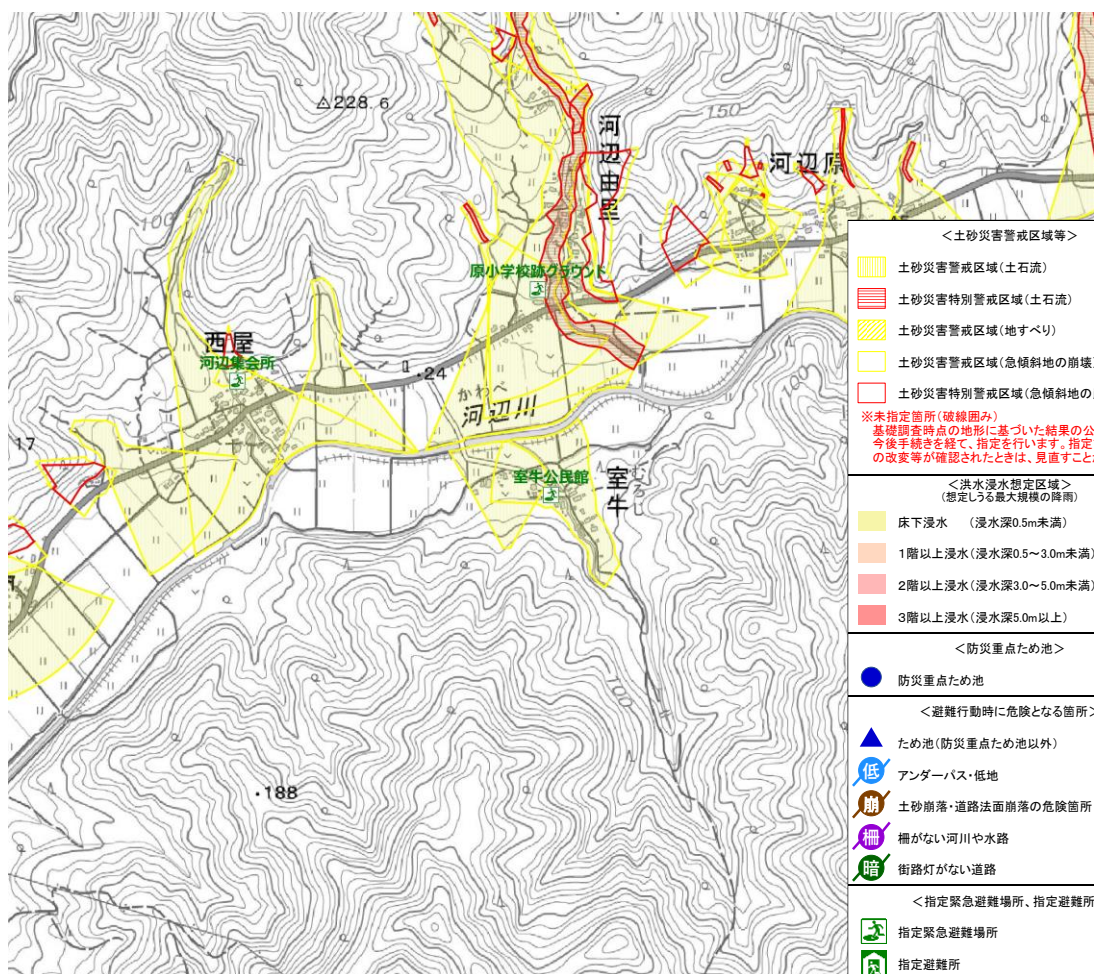 △228.6
150
河辺由里
河辺原
100
原小学校跡グラウンド
西屋
河辺集会所
1
・24
かわべ
河辺川
100
17
室牛公民館
室牛
むろうし
100
・188
＜土砂災害警戒区域等＞
土砂災害警戒区域(土石流)
土砂災害特別警戒区域(土石流)
土砂災害警戒区域(地すべり)
土砂災害警戒区域(急傾斜地の崩壊
土砂災害特別警戒区域(急傾斜地の
※未指定箇所(破線囲み)
基礎調査時点の地形に基づいた結果の公
今後手続きを経て、指定を行います。指定
の改変等が確認されたときは、見直すこと
＜洪水浸水想定区域＞
(想定しうる最大規模の降雨)
床下浸水 (浸水深0.5m未満)
1階以上浸水(浸水深0.5～3.0m未満)
2階以上浸水(浸水深3.0～5.0m未満)
3階以上浸水(浸水深5.0m以上)
＜防災重点ため池＞
防災重点ため池
＜避難行動時に危険となる箇所＞
ため池(防災重点ため池以外)
低 アンダーパス・低地
崩 土砂崩落・道路法面崩落の危険箇所
柵 柵がない河川や水路
暗 街路灯がない道路
＜指定緊急避難場所、指定避難所
指定緊急避難場所
指定避難所